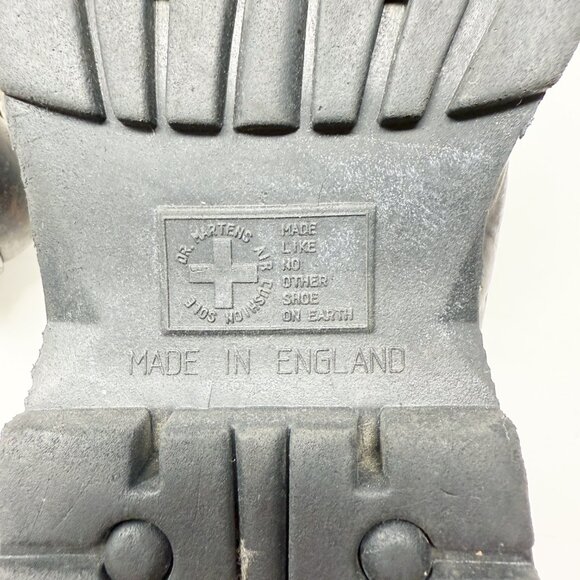 DR. MARTENS AIR CUSHION SOLE
MADE
LIKE
NO
OTHER
SHOE
ON EARTH
MADE IN ENGLAND